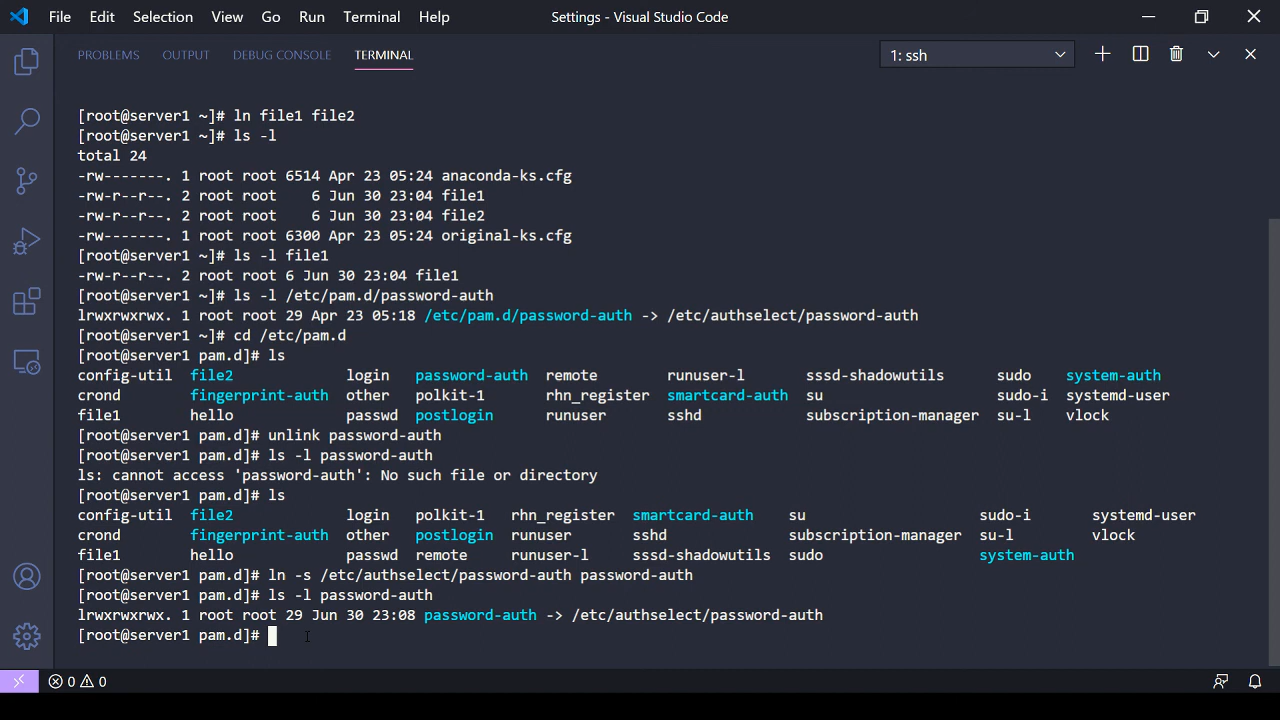 File Edit Selection View Go Run Terminal Help Settings - Visual Studio Code
PROBLEMS OUTPUT DEBUG CONSOLE TERMINAL 1: ssh
[root@server1 ~]# ln file1 file2
[root@server1 ~]# ls -l
total 24
-rw-------. 1 root root 6514 Apr 23 05:24 anaconda-ks.cfg
-rw-r--r--. 2 root root    6 Jun 30 23:04 file1
-rw-r--r--. 2 root root    6 Jun 30 23:04 file2
-rw-------. 1 root root 6300 Apr 23 05:24 original-ks.cfg
[root@server1 ~]# ls -l file1
-rw-r--r--. 2 root root 6 Jun 30 23:04 file1
[root@server1 ~]# ls -l /etc/pam.d/password-auth
lrwxrwxrwx. 1 root root 29 Apr 23 05:18 /etc/pam.d/password-auth -> /etc/authselect/password-auth
[root@server1 ~]# cd /etc/pam.d
[root@server1 pam.d]# ls
config-util file2 login password-auth remote runuser-l sssd-shadowutils sudo system-auth
crond fingerprint-auth other polkit-1 rhn_register smartcard-auth su sudo-i systemd-user
file1 hello passwd postlogin runuser sshd subscription-manager su-l vlock
[root@server1 pam.d]# unlink password-auth
[root@server1 pam.d]# ls -l password-auth
ls: cannot access 'password-auth': No such file or directory
[root@server1 pam.d]# ls
config-util file2 login polkit-1 rhn_register smartcard-auth su sudo-i systemd-user
crond fingerprint-auth other postlogin runuser sshd subscription-manager su-l vlock
file1 hello passwd remote runuser-l sssd-shadowutils sudo system-auth
[root@server1 pam.d]# ln -s /etc/authselect/password-auth password-auth
[root@server1 pam.d]# ls -l password-auth
lrwxrwxrwx. 1 root root 29 Jun 30 23:08 password-auth -> /etc/authselect/password-auth
[root@server1 pam.d]#
0 0